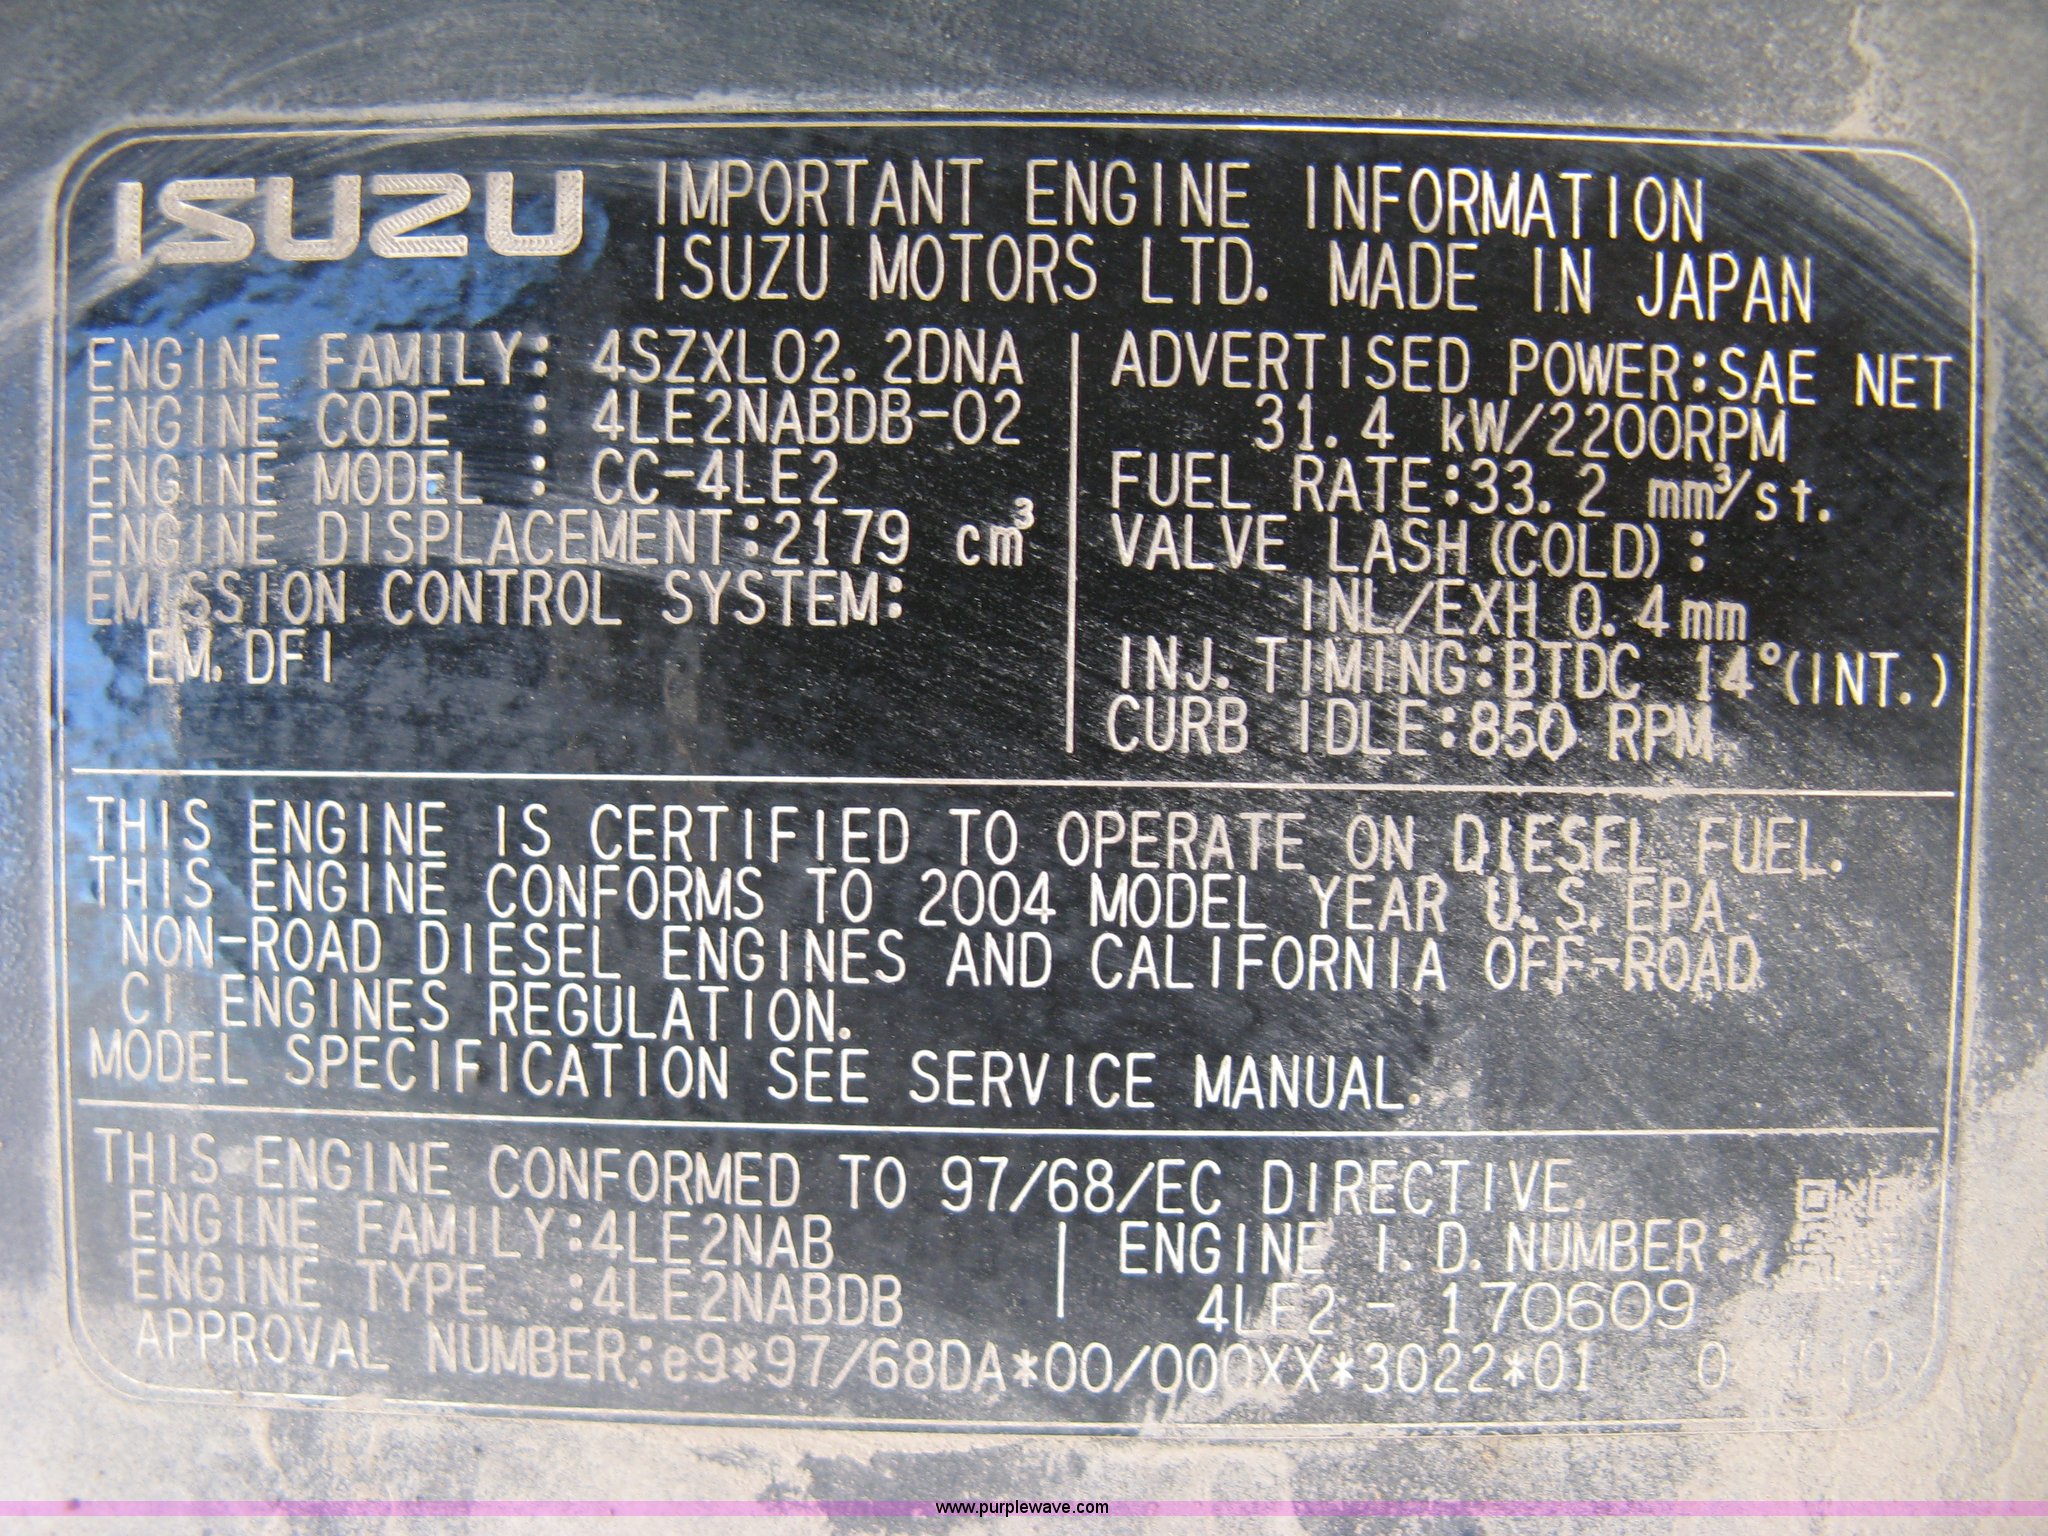 ISUZU
IMPORTANT ENGINE INFORMATION
ISUZU MOTORS LTD. MADE IN JAPAN
ENGINE FAMILY: 4SZXL02.2DNA
ENGINE CODE : 4LE2NABDB-02
ENGINE MODEL : CC-4LE2
ENGINE DISPLACEMENT:2179 cm³
EMISSION CONTROL SYSTEM:
EM.DFI
ADVERTISED POWER:SAE NET
31.4 kW/2200RPM
FUEL RATE:33.2 mm³/st.
VALVE LASH(COLD):
INL/EXH 0.4mm
INJ.TIMING:BTDC 14°(INT.)
CURB IDLE:850 RPM
THIS ENGINE IS CERTIFIED TO OPERATE ON DIESEL FUEL.
THIS ENGINE CONFORMS TO 2004 MODEL YEAR U.S.EPA
NON-ROAD DIESEL ENGINES AND CALIFORNIA OFF-ROAD
CI ENGINES REGULATION.
MODEL SPECIFICATION SEE SERVICE MANUAL.
THIS ENGINE CONFORMED TO 97/68/EC DIRECTIVE.
ENGINE FAMILY:4LE2NAB
ENGINE TYPE :4LE2NABDB
ENGINE I.D.NUMBER:
4LE2-170609
APPROVAL NUMBER:e9*97/68DA*00/000XX*3022*01
www.purplewave.com